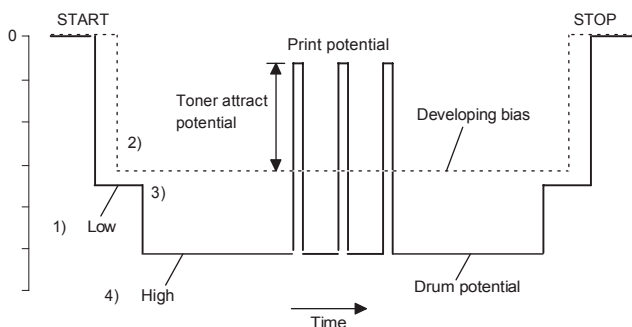 START
STOP
0
Print potential
Toner attract
potential
Developing bias
2)
3)
1)
Low
4)
High
Drum potential
Time